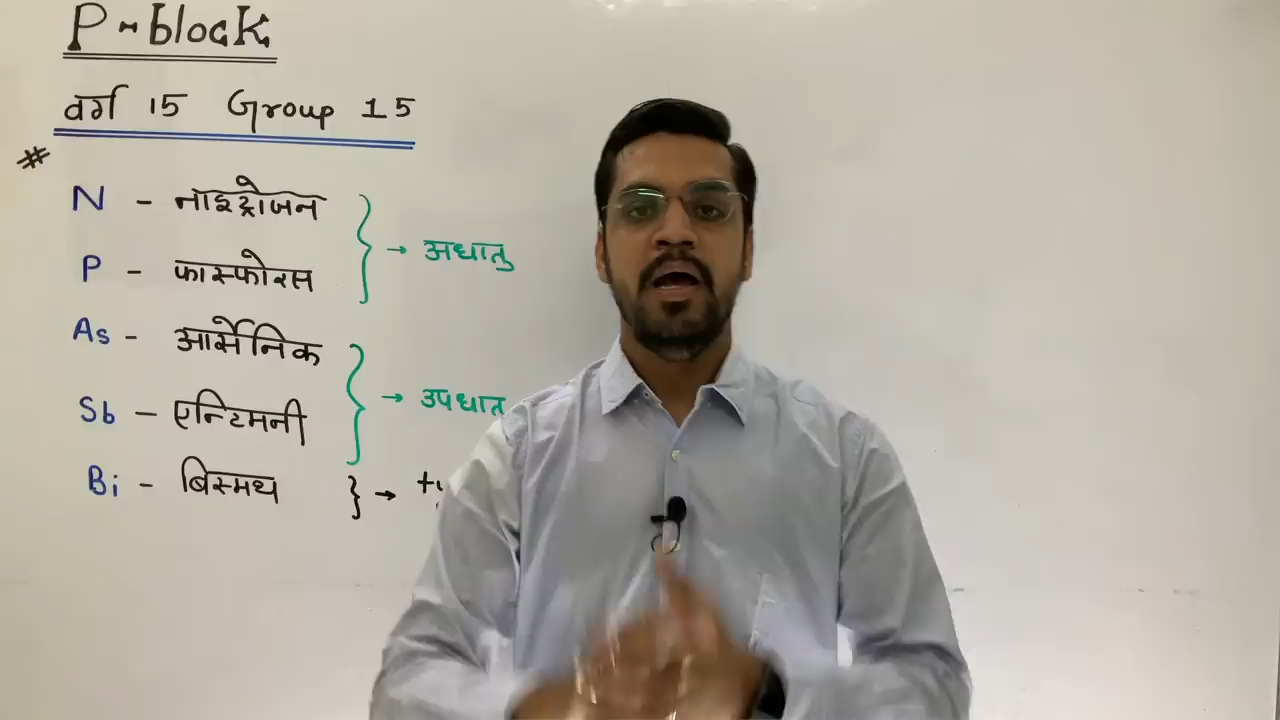 P-block
वर्ग 15 Group 15
#
N - नाइट्रोजन
P - फास्फोरस
} → अधातु
As - आर्सेनिक
Sb - एन्टिमनी
} → उपधातु
Bi - बिस्मथ } →